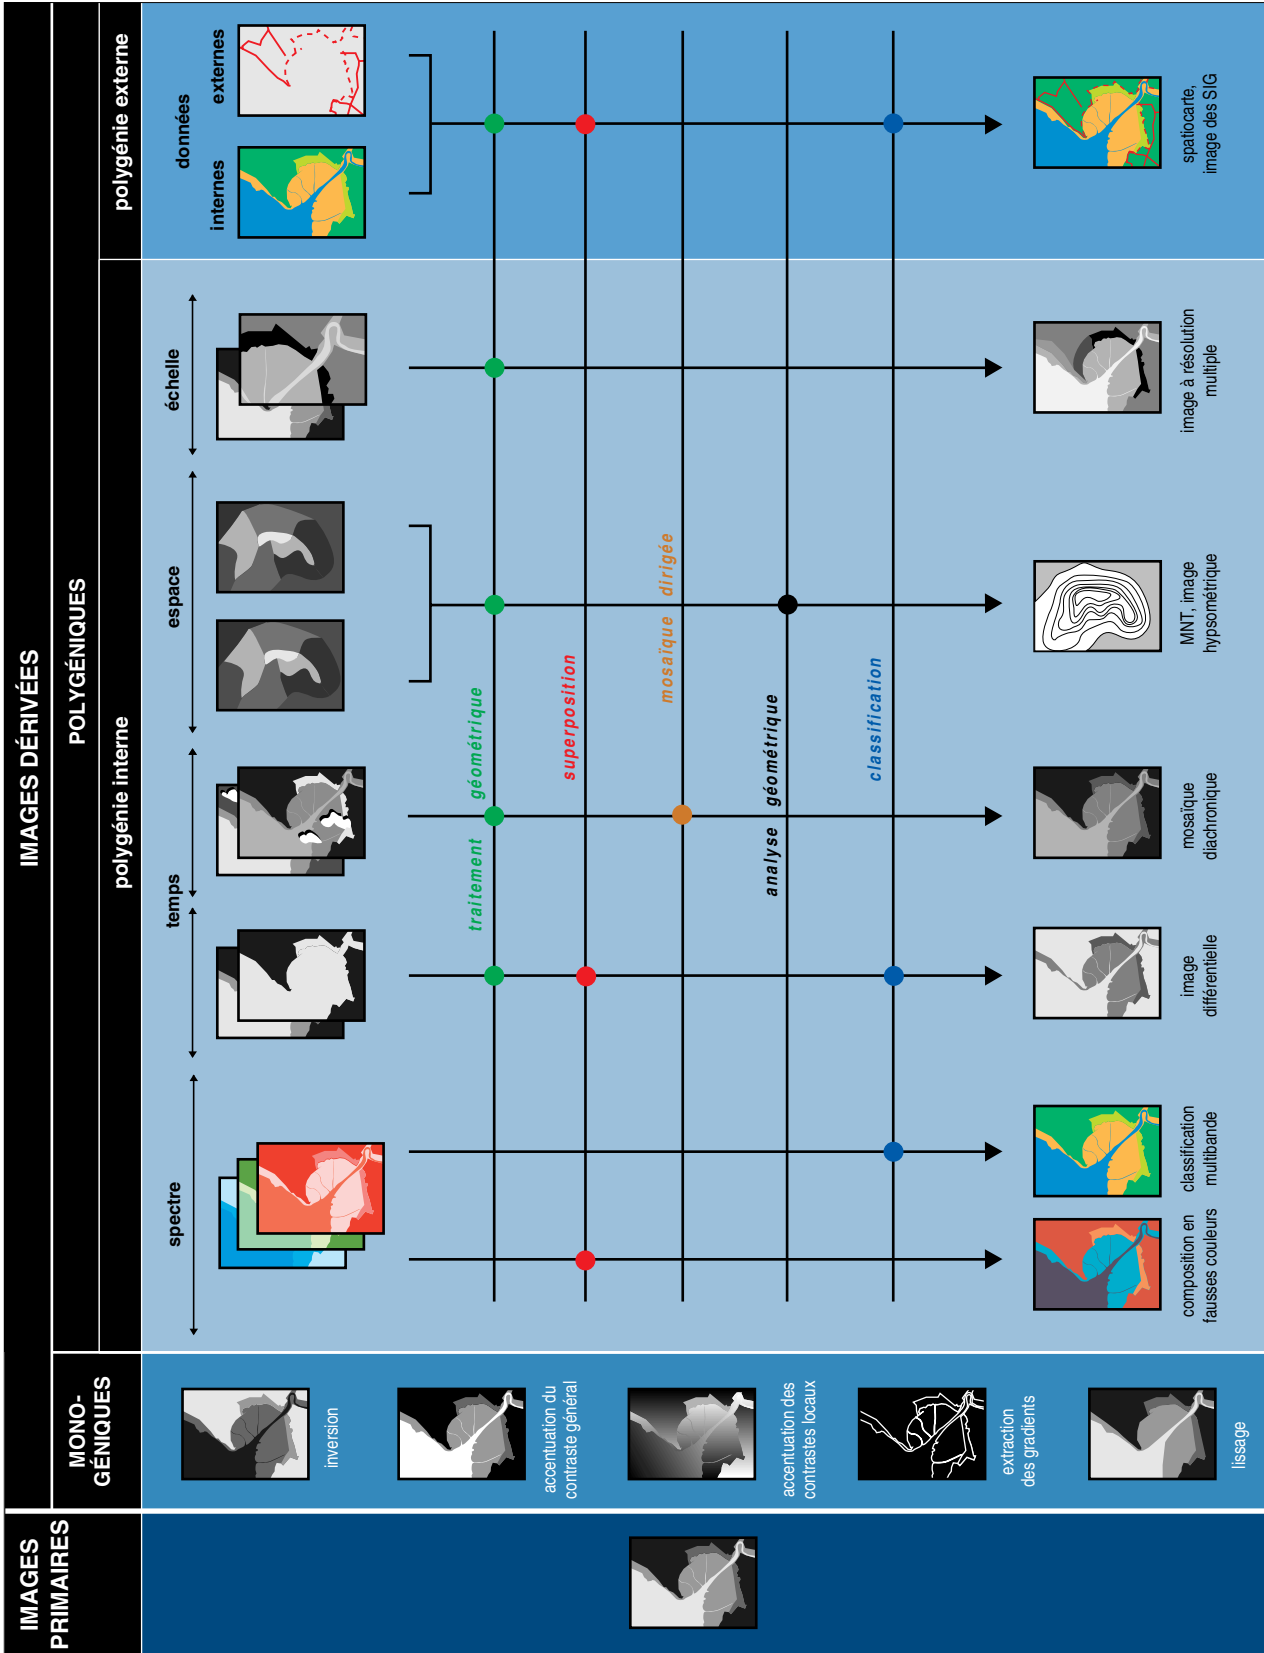 IMAGES
PRIMAIRES
IMAGES DÉRIVÉES
MONO-
GÉNIQUES
POLYGÉNIQUES
polygénie interne
polygénie externe
inversion
accentuation du
contraste général
accentuation des
contrastes locaux
extraction
des gradients
lissage
spectre
temps
espace
échelle
données
internes
externes
traitement géométrique
superposition
mosaïque dirigée
analyse géométrique
classification
composition en
fausses couleurs
classification
multibande
image
différentielle
mosaïque
diachronique
MNT, image
hypsométrique
image à résolution
multiple
spatiocarte,
image des SIG